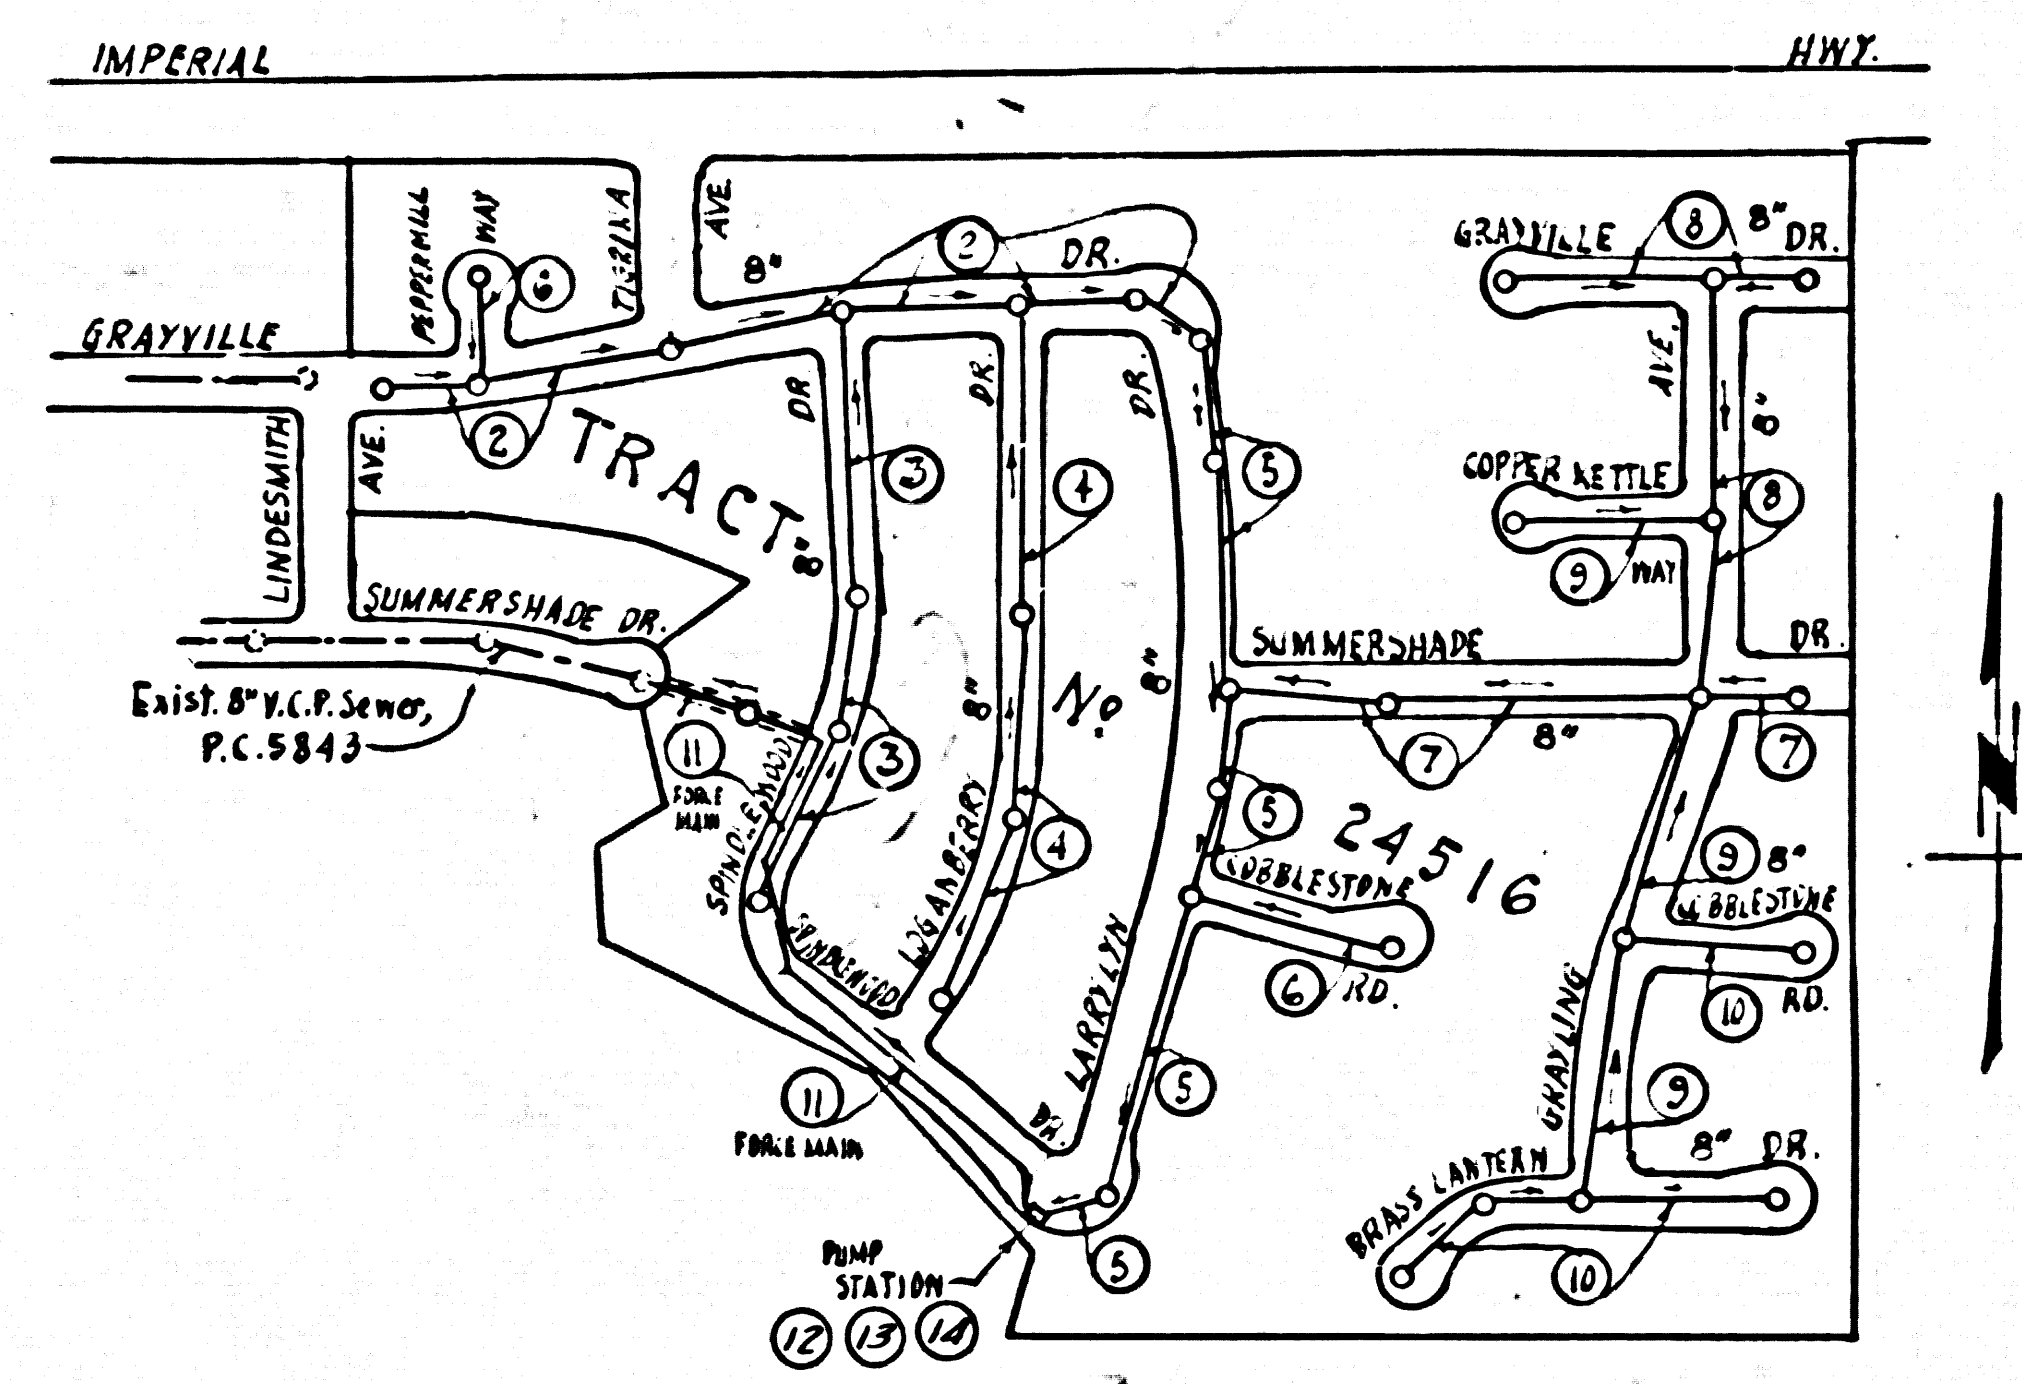 IMPERIAL HWY.
PEPPERMILL WAY
TIGRINA AVE.
8"
2
DR.
GRAYVILLE
8
8" DR.
6
GRAYVILLE
AVE.
8"
2
LINDESMITH AVE.
TRACT
8"
DR.
3
DR.
4
DR.
5
COPPER KETTLE
8
9
WAY
SUMMERSHADE DR.
SUMMERSHADE
DR.
Exist. 8" V.C.P. Sewer,
P.C. 5843
11
FORCE
MAIN
3
8"
No.
8"
7
8"
7
SPINDLEWOOD
4
5
24516
9
8"
SPINDLEWOOD
LOGANBERRY
LARRYLYN
COBBLESTONE
COBBLESTONE
6
RD.
10
RD.
GRAYLING
11
FORCE MAIN
DR.
5
9
8" DR.
BRASS LANTERN
10
PUMP
STATION
5
12 13 14
N